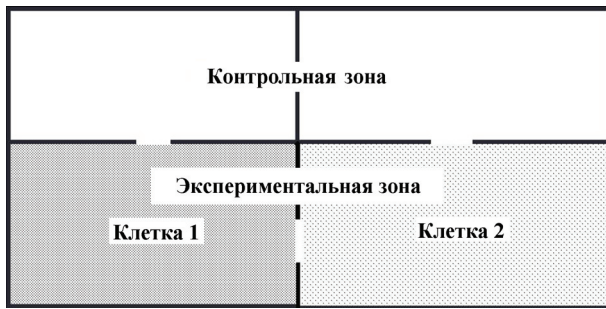 Контрольная зона
Экспериментальная зона
Клетка 1
Клетка 2